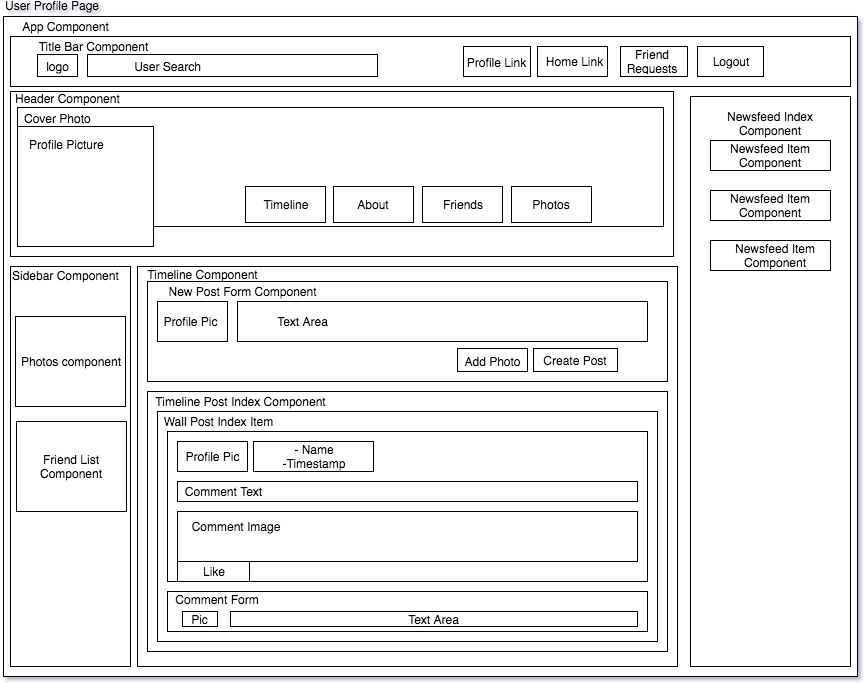 User Profile Page
App Component
Title Bar Component
logo
User Search
Profile Link
Home Link
Friend
Requests
Logout
Header Component
Cover Photo
Profile Picture
Timeline
About
Friends
Photos
Newsfeed Index
Component
Newsfeed Item
Component
Newsfeed Item
Component
Newsfeed Item
Component
Sidebar Component
Photos component
Friend List
Component
Timeline Component
New Post Form Component
Profile Pic
Text Area
Add Photo
Create Post
Timeline Post Index Component
Wall Post Index Item
Profile Pic
- Name
-Timestamp
Comment Text
Comment Image
Like
Comment Form
Pic
Text Area